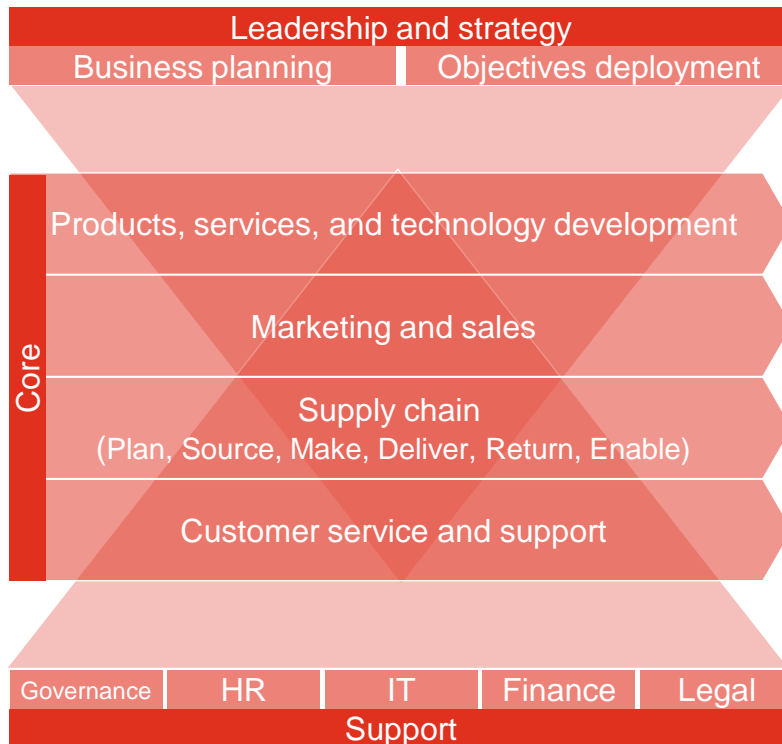 Leadership and strategy
Business planning
Objectives deployment
Core
Products, services, and technology development
Marketing and sales
Supply chain
(Plan, Source, Make, Deliver, Return, Enable)
Customer service and support
Governance
HR
IT
Finance
Legal
Support